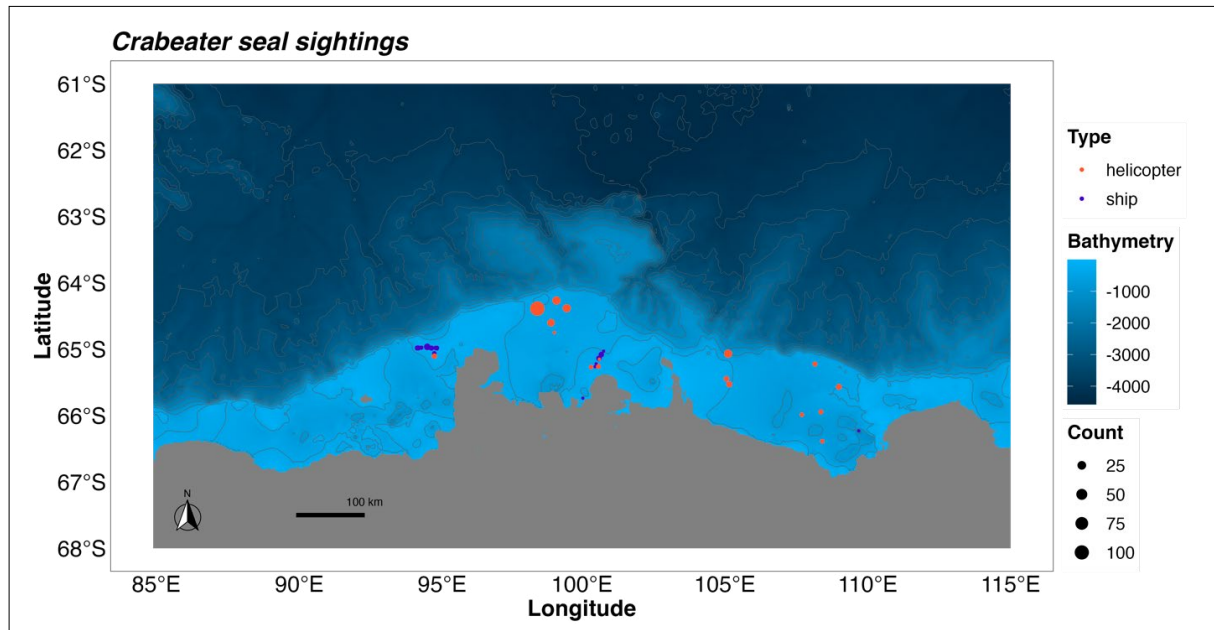 Crabeater seal sightings
61°S
62°S
63°S
64°S
65°S
66°S
67°S
68°S
Latitude
N
100 km
85°E 90°E 95°E 100°E 105°E 110°E 115°E
Longitude
Type
helicopter
ship
Bathymetry
-1000
-2000
-3000
-4000
Count
25
50
75
100